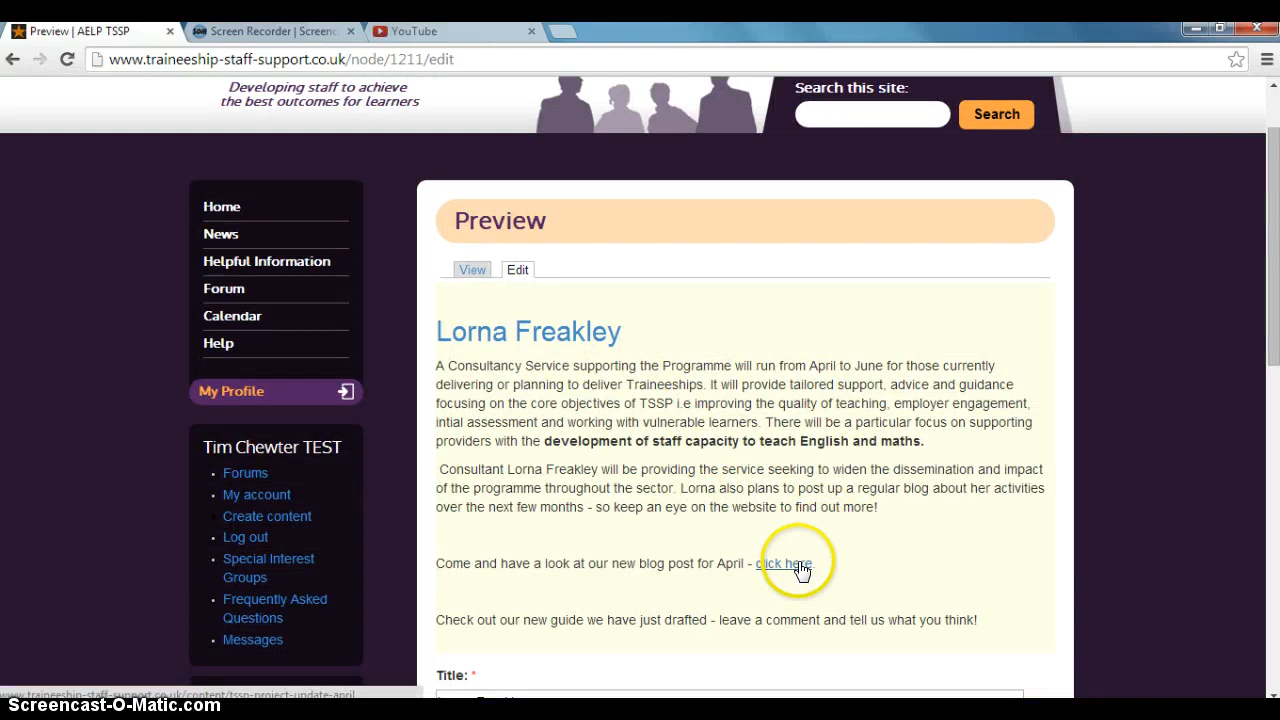 Preview | AELP TSSP
Screen Recorder | Screenc
YouTube
www.traineeship-staff-support.co.uk/node/1211/edit
Developing staff to achieve
the best outcomes for learners
Search this site:
Search
Home
News
Helpful Information
Forum
Calendar
Help
My Profile
Tim Chewter TEST
Forums
My account
Create content
Log out
Special Interest
Groups
Frequently Asked
Questions
Messages
Preview
View
Edit
Lorna Freakley
A Consultancy Service supporting the Programme will run from April to June for those currently
delivering or planning to deliver Traineeships. It will provide tailored support, advice and guidance
focusing on the core objectives of TSSP i.e improving the quality of teaching, employer engagement,
intial assessment and working with vulnerable learners. There will be a particular focus on supporting
providers with the development of staff capacity to teach English and maths.
Consultant Lorna Freakley will be providing the service seeking to widen the dissemination and impact
of the programme throughout the sector. Lorna also plans to post up a regular blog about her activities
over the next few months - so keep an eye on the website to find out more!
Come and have a look at our new blog post for April - click here.
Check out our new guide we have just drafted - leave a comment and tell us what you think!
Title: *
www.traineeship-staff-support.co.uk/content/tssp-project-update-april
Screencast-O-Matic.com